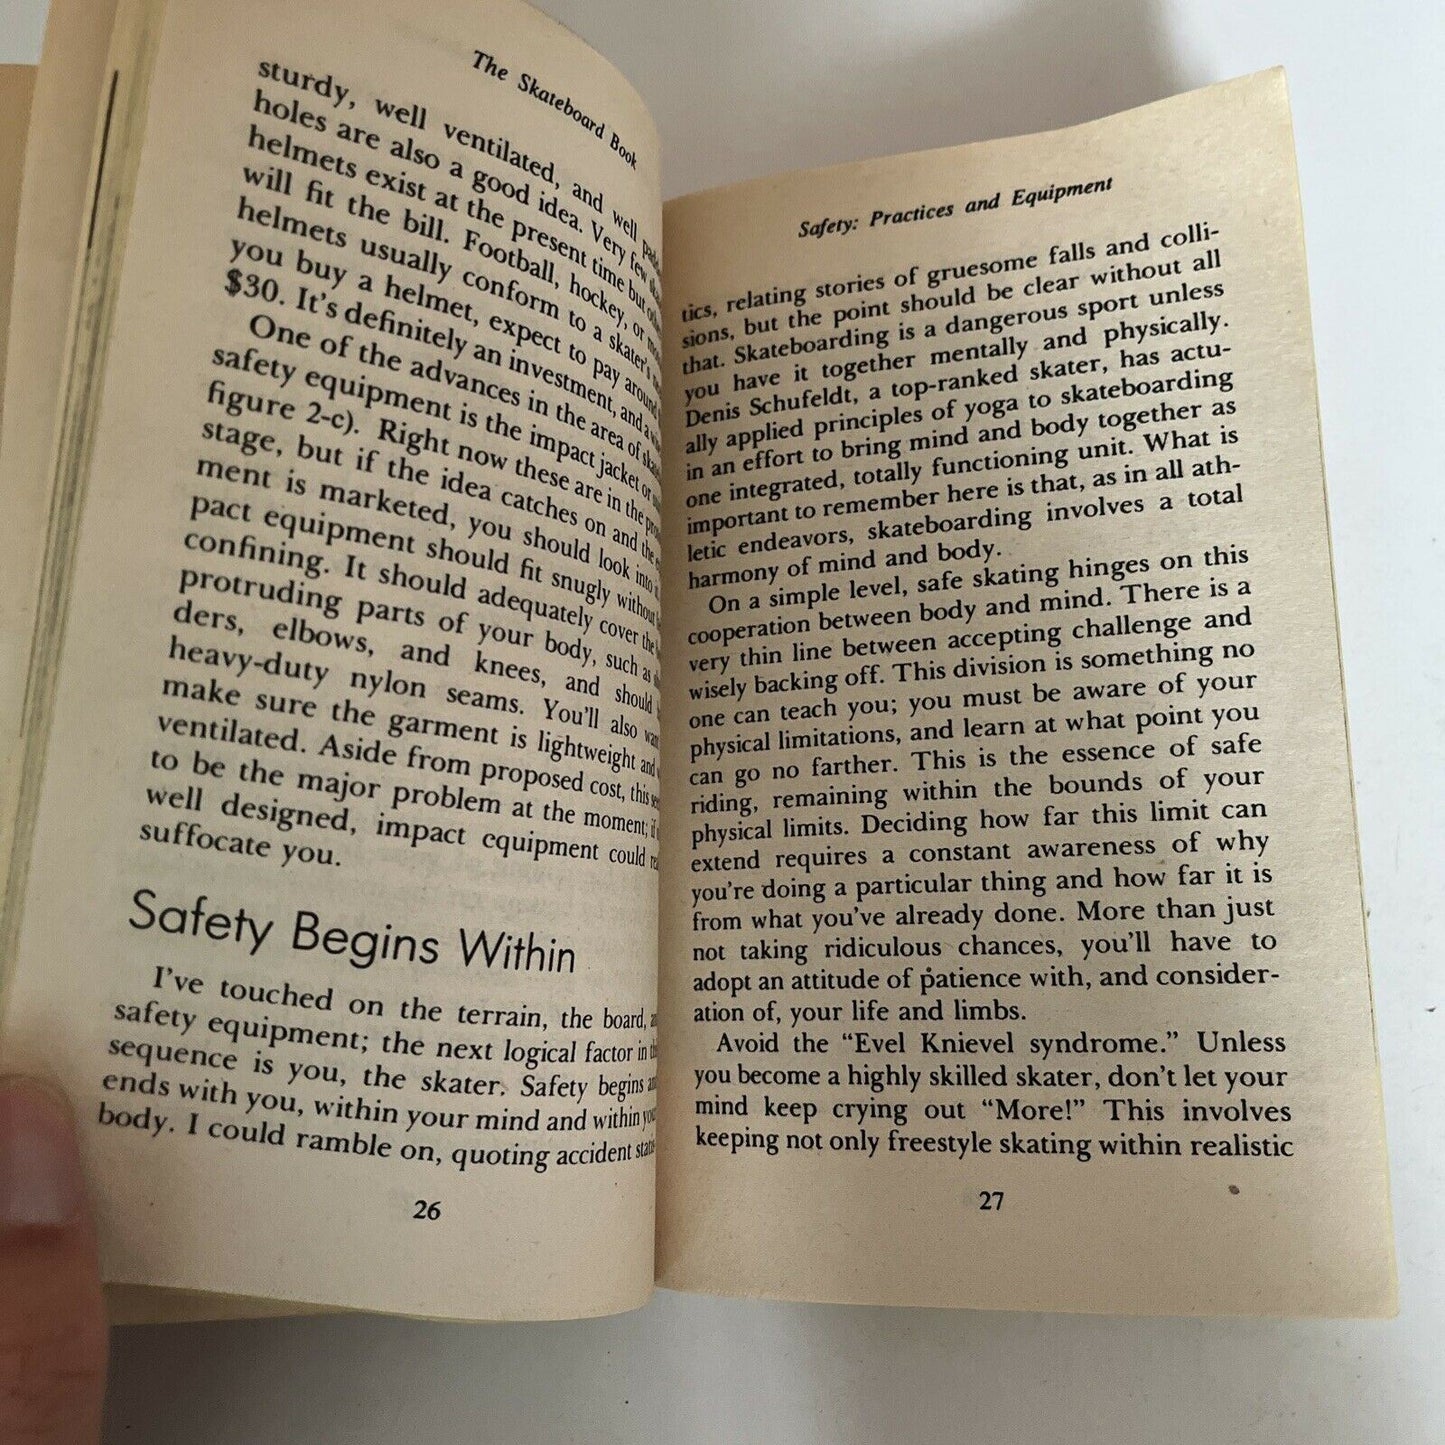 The Skateboard Book
sturdy, well ventilated, and well
holes are also a good idea. Very few
helmets exist at the present time but
will fit the bill. Football, hockey, or
helmets usually conform to a skater's
you buy a helmet, expect to pay around
$30. It's definitely an investment, and a
One of the advances in the area of
safety equipment is the impact jacket or
figure 2-c). Right now these are in the
stage, but if the idea catches on and the
ment is marketed, you should look into
pact equipment should fit snugly without
confining. It should adequately cover the
protruding parts of your body, such as
ders, elbows, and knees, and should
heavy-duty nylon seams. You'll also
make sure the garment is lightweight and
ventilated. Aside from proposed cost, this
to be the major problem at the moment; if
well designed, impact equipment could
suffocate you.
Safety Begins Within
I've touched on the terrain, the board,
safety equipment; the next logical factor in
sequence is you, the skater. Safety begins
ends with you, within your mind and within
body. I could ramble on, quoting accident
26
Safety: Practices and Equipment
tics, relating stories of gruesome falls and colli-
sions, but the point should be clear without all
that. Skateboarding is a dangerous sport unless
you have it together mentally and physically.
Denis Schufeldt, a top-ranked skater, has actu-
ally applied principles of yoga to skateboarding
in an effort to bring mind and body together as
one integrated, totally functioning unit. What is
important to remember here is that, as in all ath-
letic endeavors, skateboarding involves a total
harmony of mind and body.
On a simple level, safe skating hinges on this
cooperation between body and mind. There is a
very thin line between accepting challenge and
wisely backing off. This division is something no
one can teach you; you must be aware of your
physical limitations, and learn at what point you
can go no farther. This is the essence of safe
riding, remaining within the bounds of your
physical limits. Deciding how far this limit can
extend requires a constant awareness of why
you're doing a particular thing and how far it is
from what you've already done. More than just
not taking ridiculous chances, you'll have to
adopt an attitude of patience with, and consider-
ation of, your life and limbs.
Avoid the "Evel Knievel syndrome." Unless
you become a highly skilled skater, don't let your
mind keep crying out "More!" This involves
keeping not only freestyle skating within realistic
27